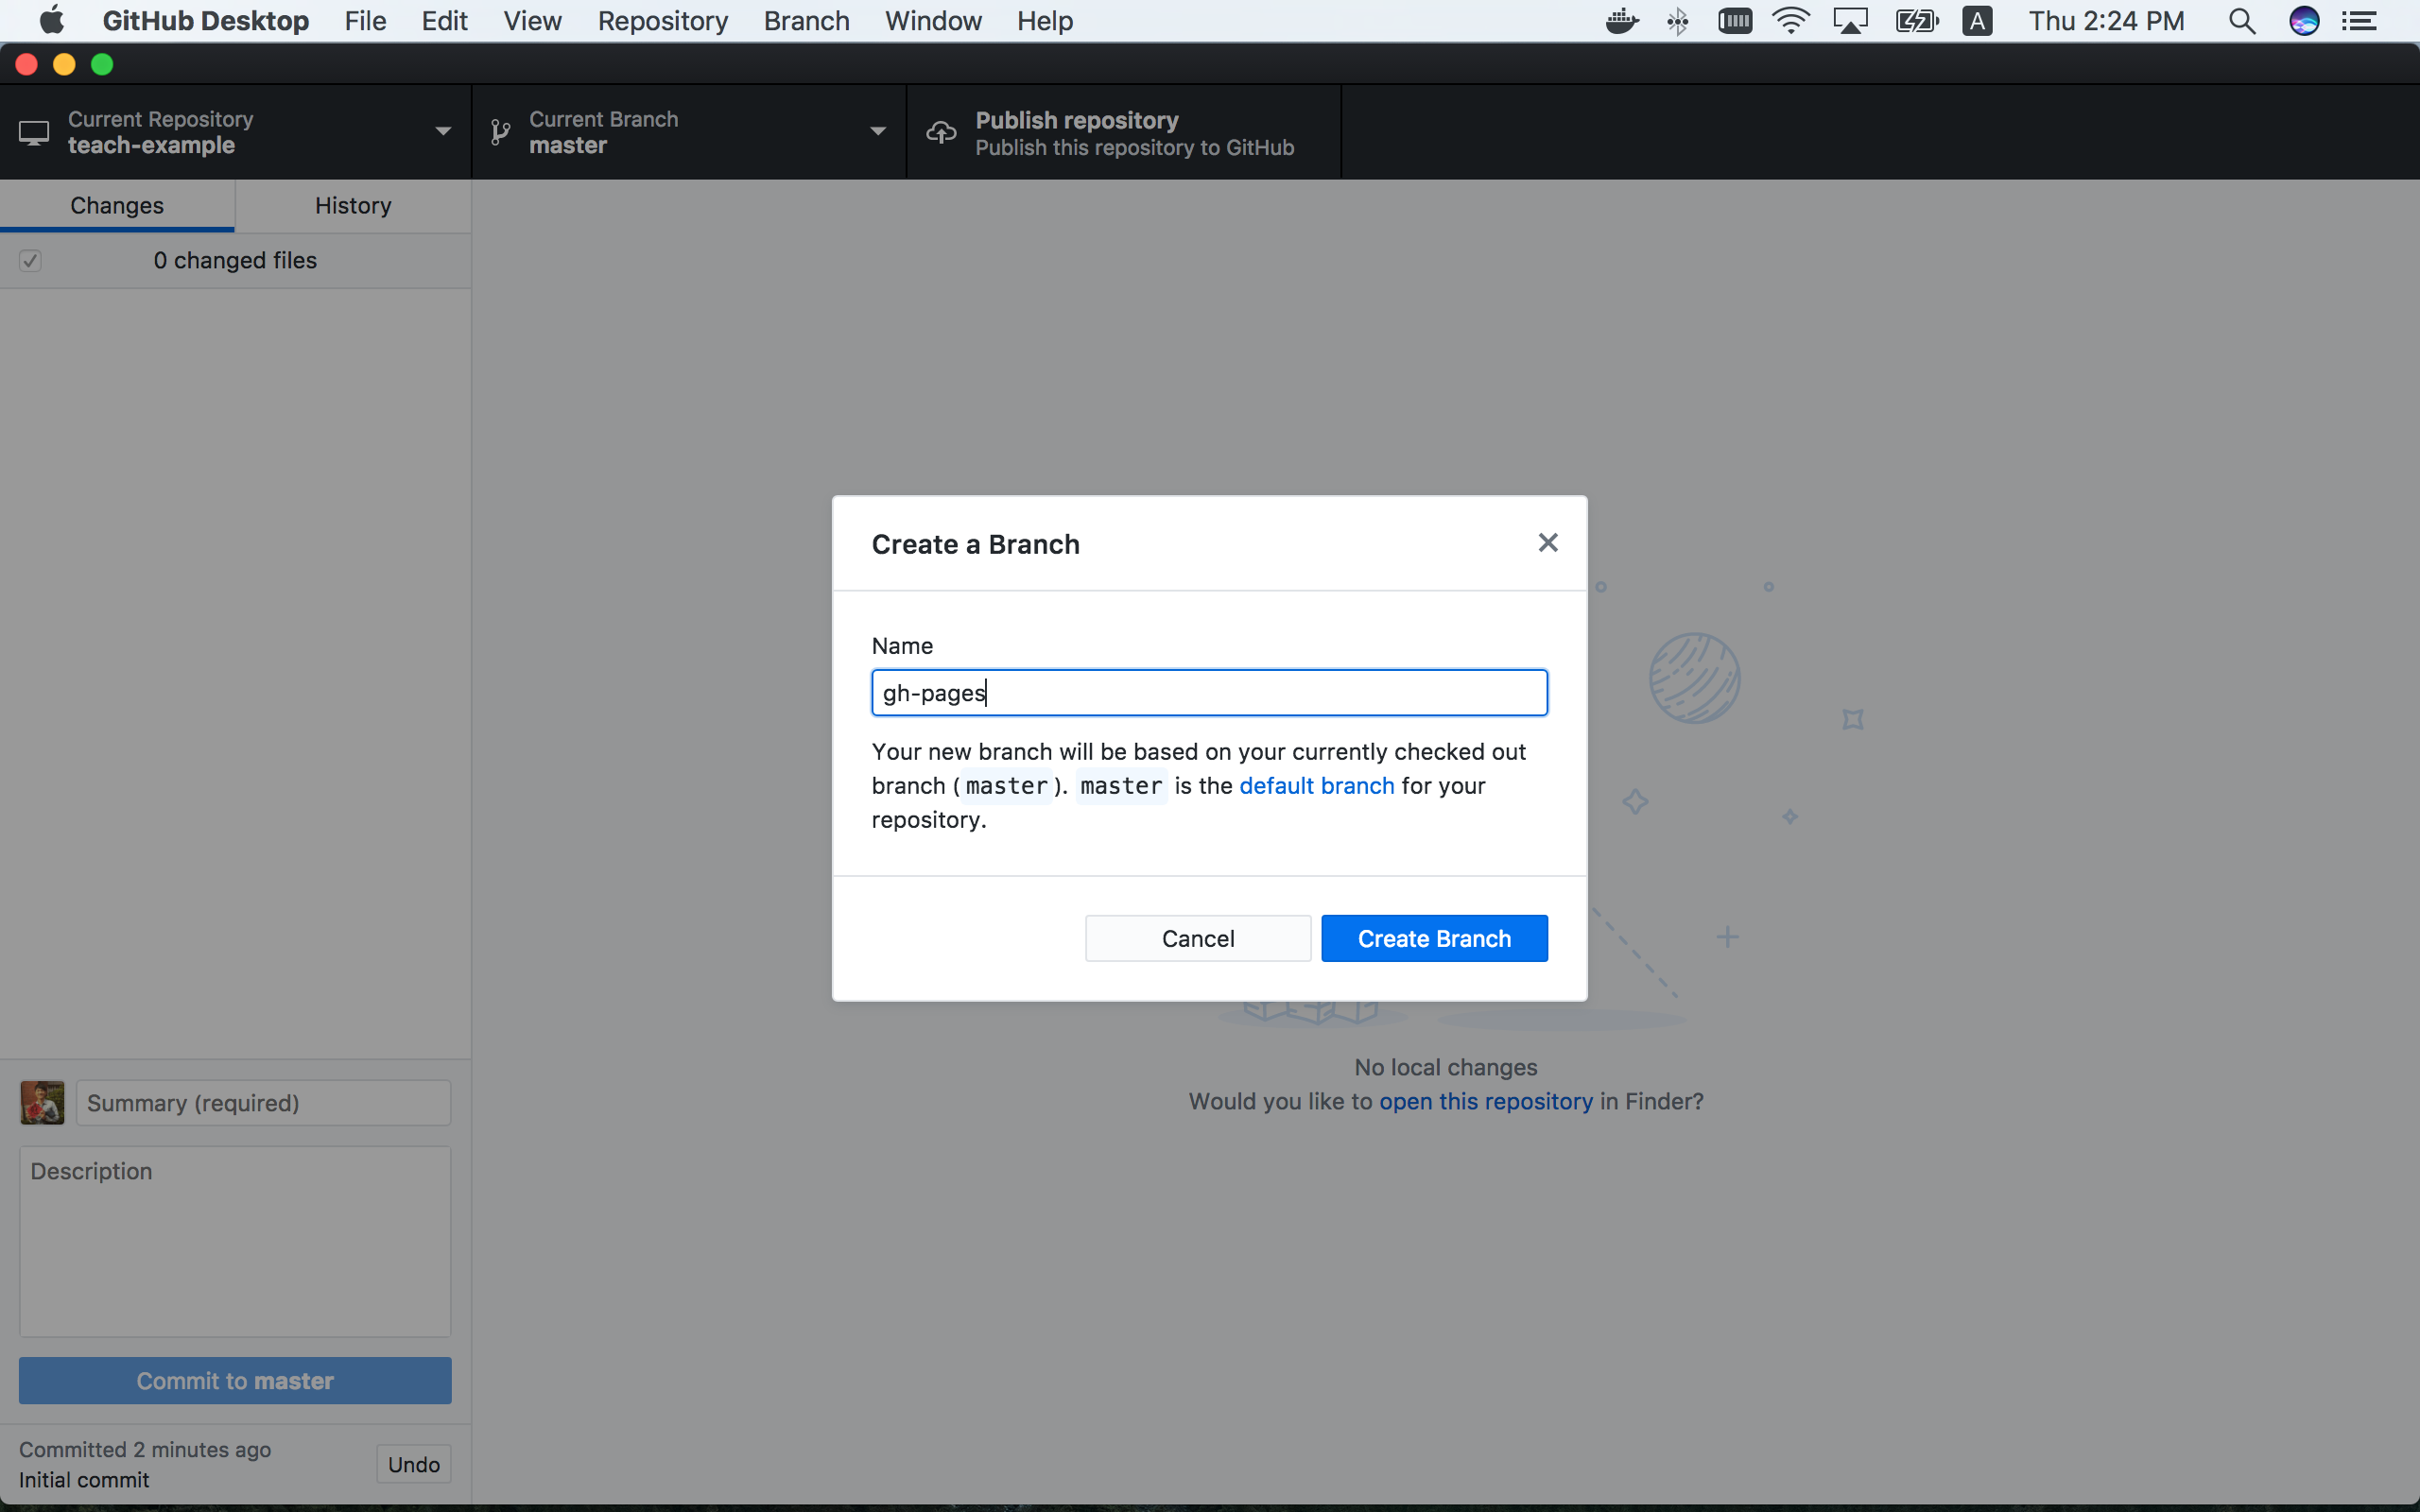 GitHub Desktop File Edit View Repository Branch Window Help A Thu 2:24 PM
Current Repository
teach-example
Current Branch
master
Publish repository
Publish this repository to GitHub
Changes History
0 changed files
Create a Branch
Name
gh-pages
Your new branch will be based on your currently checked out
branch (master). master is the default branch for your
repository.
Cancel Create Branch
No local changes
Would you like to open this repository in Finder?
Summary (required)
Description
Commit to master
Committed 2 minutes ago
Initial commit
Undo